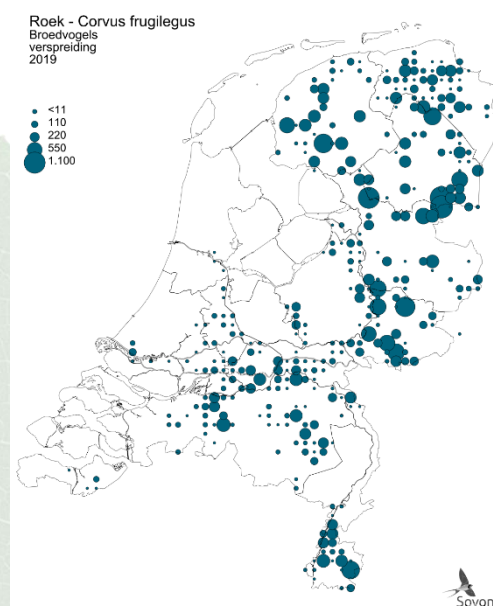 Roek - Corvus frugilegus
Broedvogels
verspreiding
2019
<11
110
220
550
1.100
Sovon